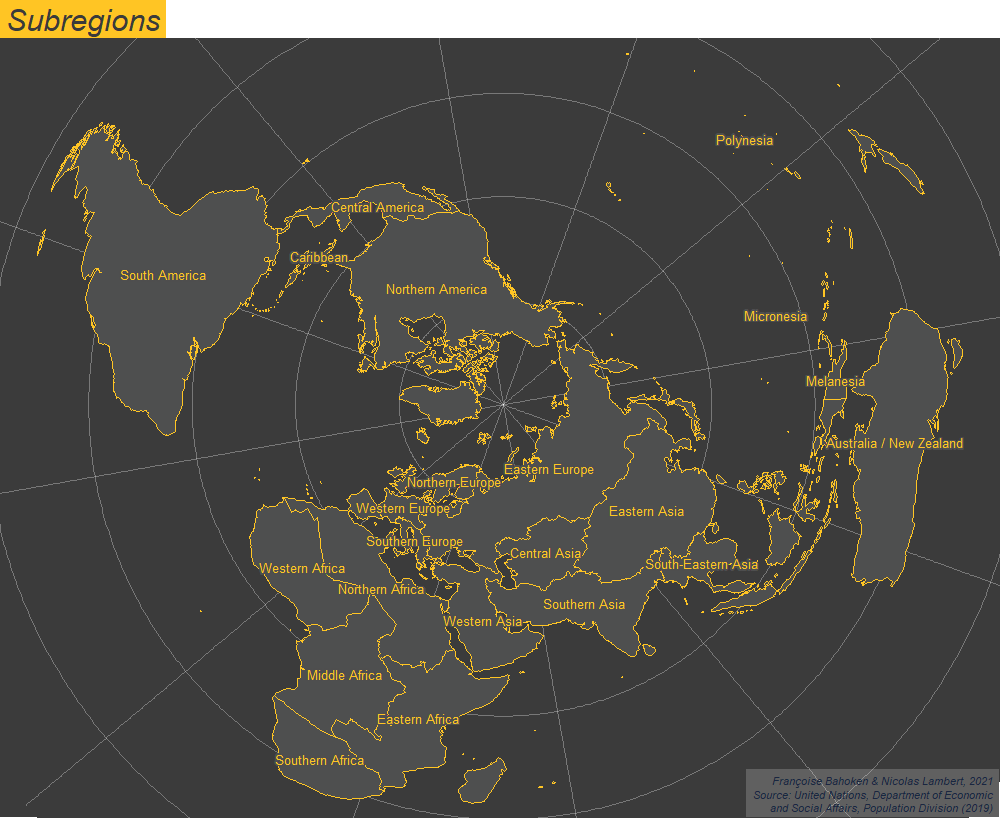 Subregions
Polynesia
Central America
Caribbean
South America
Northern America
Micronesia
Melanesia
Australia / New Zealand
Eastern Europe
Northern Europe
Western Europe
Eastern Asia
Southern Europe
Central Asia
South-Eastern Asia
Western Africa
Northern Africa
Southern Asia
Western Asia
Middle Africa
Eastern Africa
Southern Africa
Françoise Bahoken & Nicolas Lambert, 2021
Source: United Nations, Department of Economic
and Social Affairs, Population Division (2019)